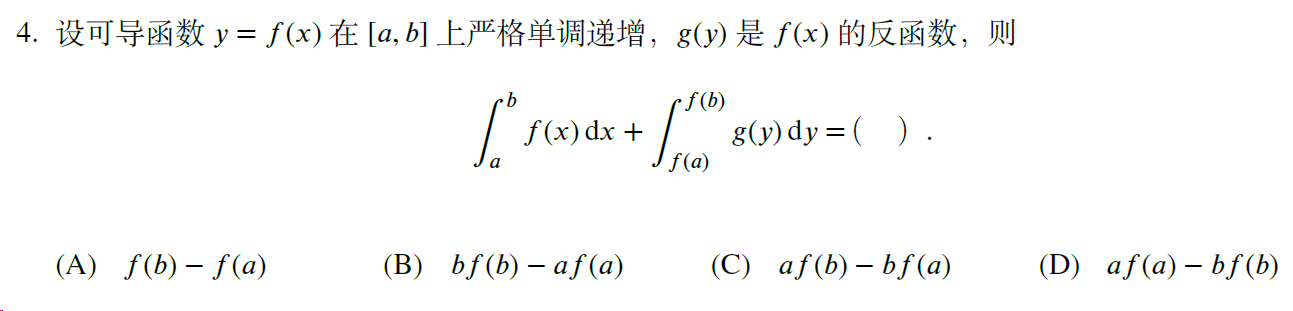 4. 设可导函数 y = f(x) 在 [a, b] 上严格单调递增，g(y) 是 f(x) 的反函数，则
∫_a^b f(x) dx + ∫_{f(a)}^{f(b)} g(y) dy = (    ) .
(A) f(b) − f(a)    (B) bf(b) − af(a)    (C) af(b) − bf(a)    (D) af(a) − bf(b)